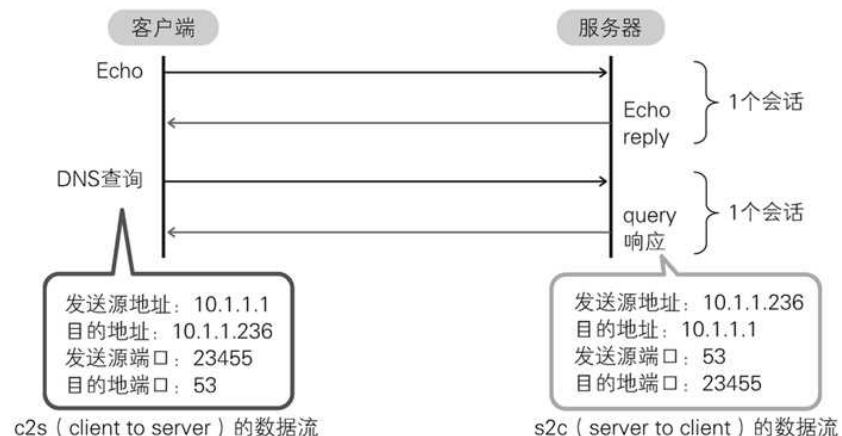 客户端
服务器
Echo
Echo
reply
1个会话
DNS查询
query
响应
1个会话
发送源地址：10.1.1.1
目的地址：10.1.1.236
发送源端口：23455
目的地端口：53
发送源地址：10.1.1.236
目的地址：10.1.1.1
发送源端口：53
目的地端口：23455
c2s（client to server）的数据流
s2c（server to client）的数据流